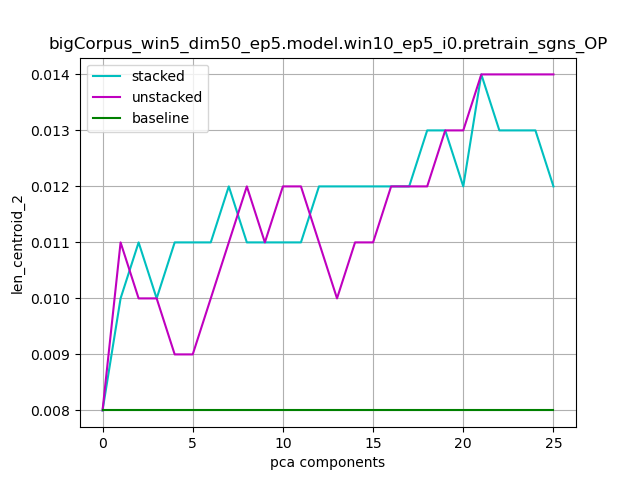 bigCorpus_win5_dim50_ep5.model.win10_ep5_i0.pretrain_sgns_OP
stacked
unstacked
baseline
0.014
0.013
0.012
0.011
0.010
0.009
0.008
len_centroid_2
0 5 10 15 20 25
pca components